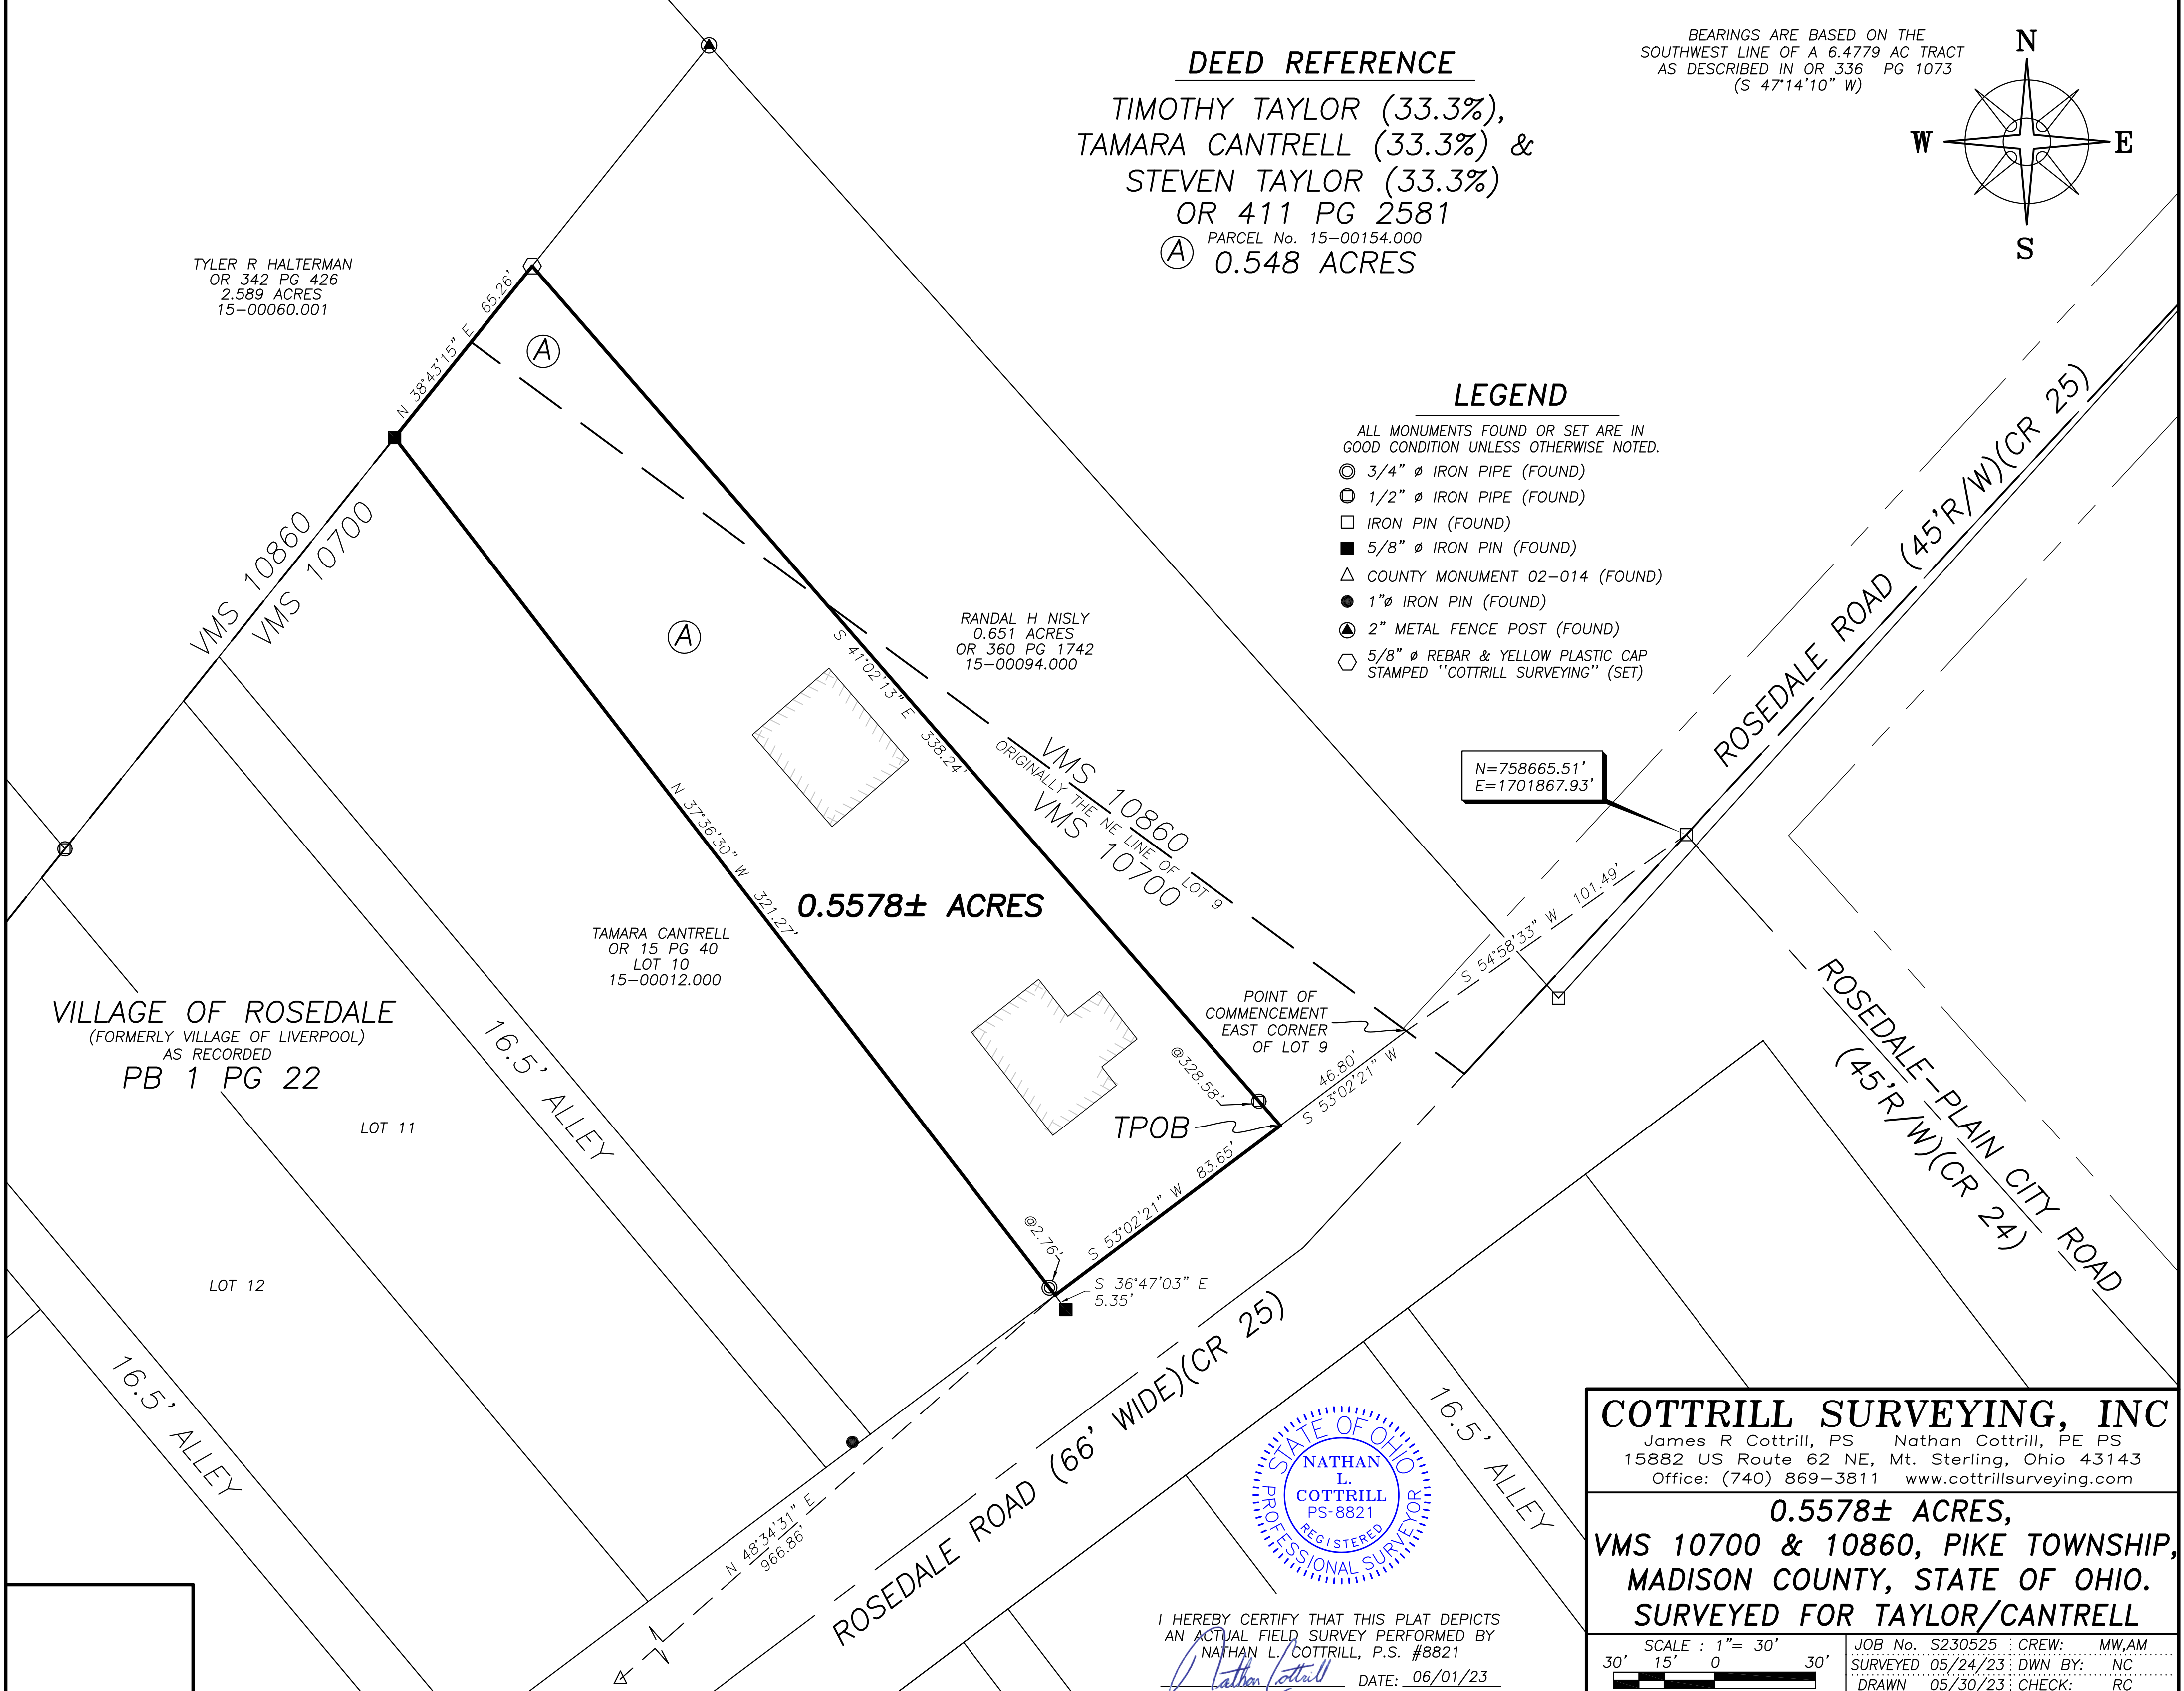 BEARINGS ARE BASED ON THE
SOUTHWEST LINE OF A 6.4779 AC TRACT
AS DESCRIBED IN OR 336 PG 1073
(S 47°14'10" W)
N
W
E
S
DEED REFERENCE
TIMOTHY TAYLOR (33.3%),
TAMARA CANTRELL (33.3%) &
STEVEN TAYLOR (33.3%)
OR 411 PG 2581
PARCEL No. 15-00154.000
A 0.548 ACRES
TYLER R HALTERMAN
OR 342 PG 426
2.589 ACRES
15-00060.001
N 38°43'15" E 65.26'
A
A
VMS 10860
VMS 10700
LEGEND
ALL MONUMENTS FOUND OR SET ARE IN
GOOD CONDITION UNLESS OTHERWISE NOTED.
3/4" ø IRON PIPE (FOUND)
1/2" ø IRON PIPE (FOUND)
IRON PIN (FOUND)
5/8" ø IRON PIN (FOUND)
COUNTY MONUMENT 02-014 (FOUND)
1"ø IRON PIN (FOUND)
2" METAL FENCE POST (FOUND)
5/8" ø REBAR & YELLOW PLASTIC CAP
STAMPED ''COTTRILL SURVEYING'' (SET)
ROSEDALE ROAD (45'R/W)(CR 25)
RANDAL H NISLY
0.651 ACRES
OR 360 PG 1742
15-00094.000
S 41°02'13" E 338.24'
VMS 10860
ORIGINALLY THE NE LINE OF LOT 9
VMS 10700
N=758665.51'
E=1701867.93'
N 37°36'30" W 321.27'
0.5578± ACRES
TAMARA CANTRELL
OR 15 PG 40
LOT 10
15-00012.000
S 54°58'33" W 101.49'
POINT OF
COMMENCEMENT
EAST CORNER
OF LOT 9
46.80'
S 53°02'21" W
@328.58'
TPOB
S 53°02'21" W 83.65'
@2.76'
S 36°47'03" E
5.35'
ROSEDALE-PLAIN CITY ROAD
(45'R/W)(CR 24)
VILLAGE OF ROSEDALE
(FORMERLY VILLAGE OF LIVERPOOL)
AS RECORDED
PB 1 PG 22
16.5' ALLEY
LOT 11
LOT 12
16.5' ALLEY
N 48°34'31" E
966.86'
ROSEDALE ROAD (66' WIDE)(CR 25)
16.5' ALLEY
STATE OF OHIO
NATHAN
L.
COTTRILL
PS-8821
REGISTERED
PROFESSIONAL SURVEYOR
I HEREBY CERTIFY THAT THIS PLAT DEPICTS
AN ACTUAL FIELD SURVEY PERFORMED BY
NATHAN L. COTTRILL, P.S. #8821
Nathan Cottrill DATE: 06/01/23
COTTRILL SURVEYING, INC
James R Cottrill, PS Nathan Cottrill, PE PS
15882 US Route 62 NE, Mt. Sterling, Ohio 43143
Office: (740) 869-3811 www.cottrillsurveying.com
0.5578± ACRES,
VMS 10700 & 10860, PIKE TOWNSHIP,
MADISON COUNTY, STATE OF OHIO.
SURVEYED FOR TAYLOR/CANTRELL
SCALE : 1"= 30'
30' 15' 0 30'
JOB No. S230525 CREW: MW,AM
SURVEYED 05/24/23 DWN BY: NC
DRAWN 05/30/23 CHECK: RC